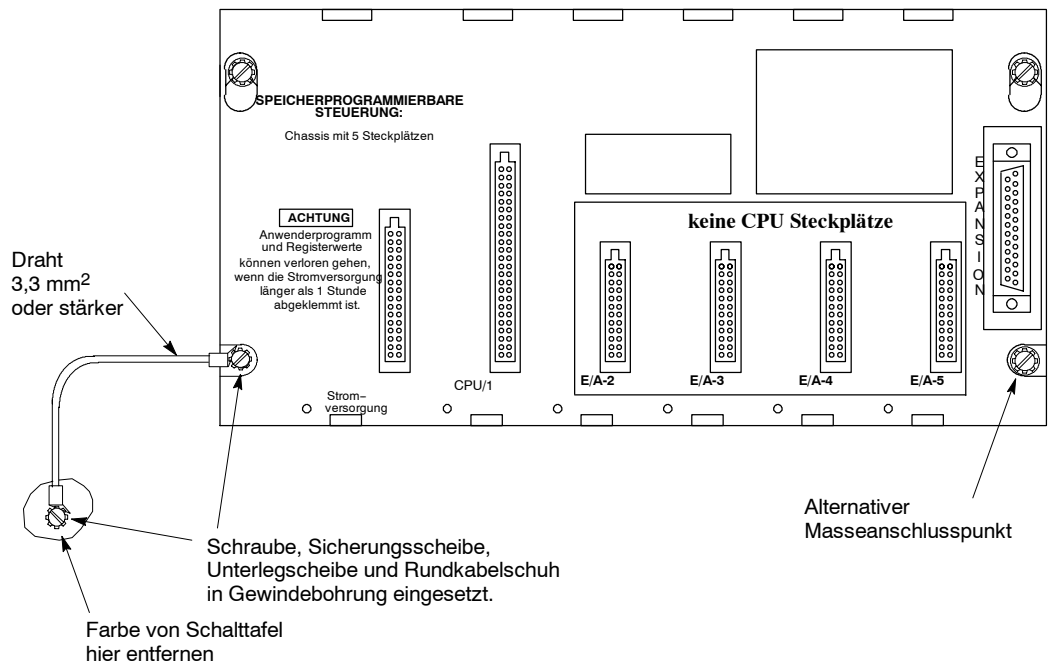 SPEICHERPROGRAMMIERBARE
STEUERUNG:
Chassis mit 5 Steckplätzen
ACHTUNG
Anwenderprogramm
und Registerwerte
können verloren gehen,
wenn die Stromversorgung
länger als 1 Stunde
abgeklemmt ist.
keine CPU Steckplätze
EXPANSION
Draht
3,3 mm²
oder stärker
Strom–
versorgung
CPU/1
E/A-2
E/A-3
E/A-4
E/A-5
Alternativer
Masseanschlusspunkt
Schraube, Sicherungsscheibe,
Unterlegscheibe und Rundkabelschuh
in Gewindebohrung eingesetzt.
Farbe von Schalttafel
hier entfernen